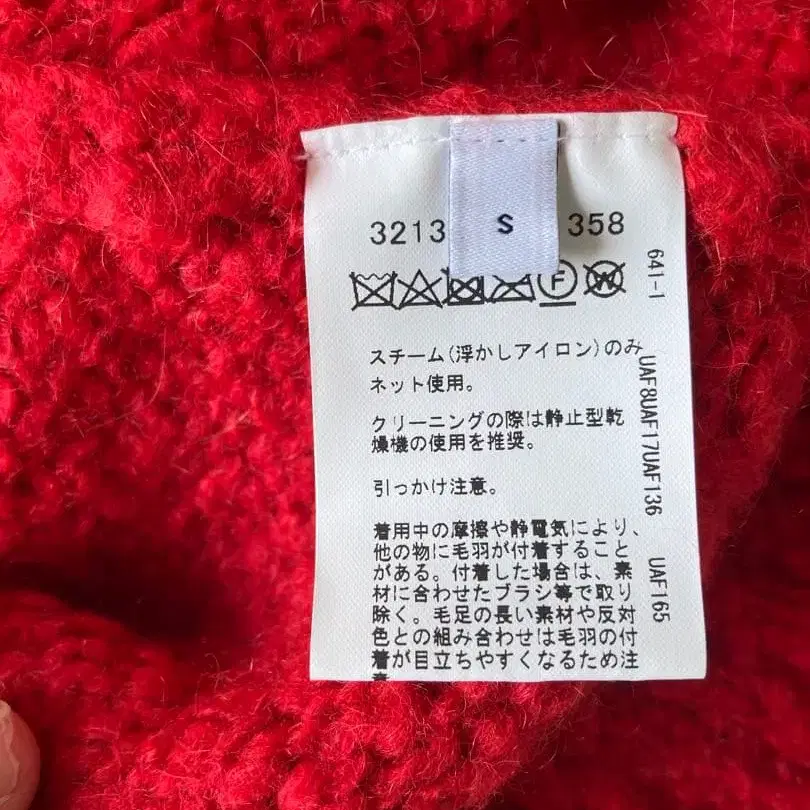 3213 S 358
F W
スチーム(浮かしアイロン)のみ
ネット使用。
クリーニングの際は静止型乾
燥機の使用を推奨。
引っかけ注意。
着用中の摩擦や静電気により、
他の物に毛羽が付着すること
がある。付着した場合は、素
材に合わせたブラシ等で取り
除く。毛足の長い素材や反対
色との組み合わせは毛羽の付
着が目立ちやすくなるため注
641-1
UAF8UAF17UAF136
UAF165